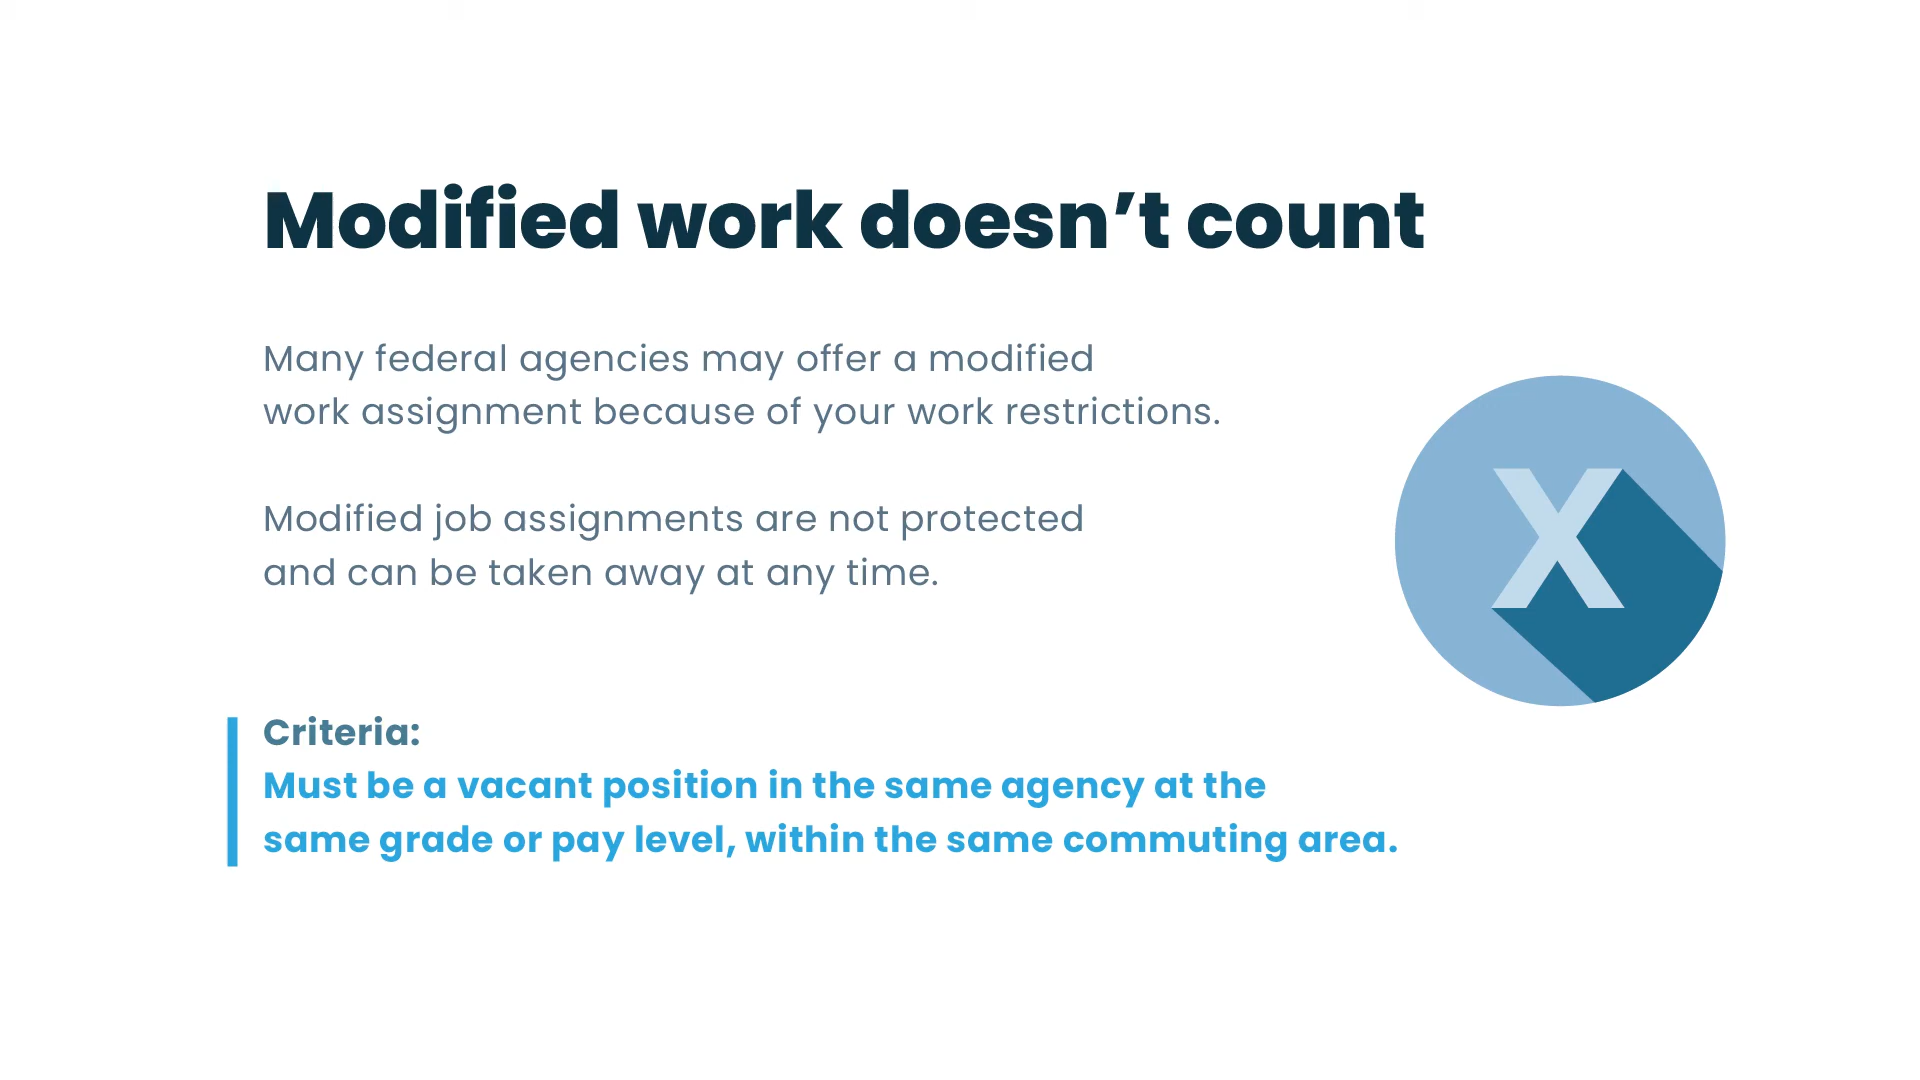 Modified work doesn’t count
Many federal agencies may offer a modified
work assignment because of your work restrictions.
Modified job assignments are not protected
and can be taken away at any time.
X
Criteria:
Must be a vacant position in the same agency at the
same grade or pay level, within the same commuting area.